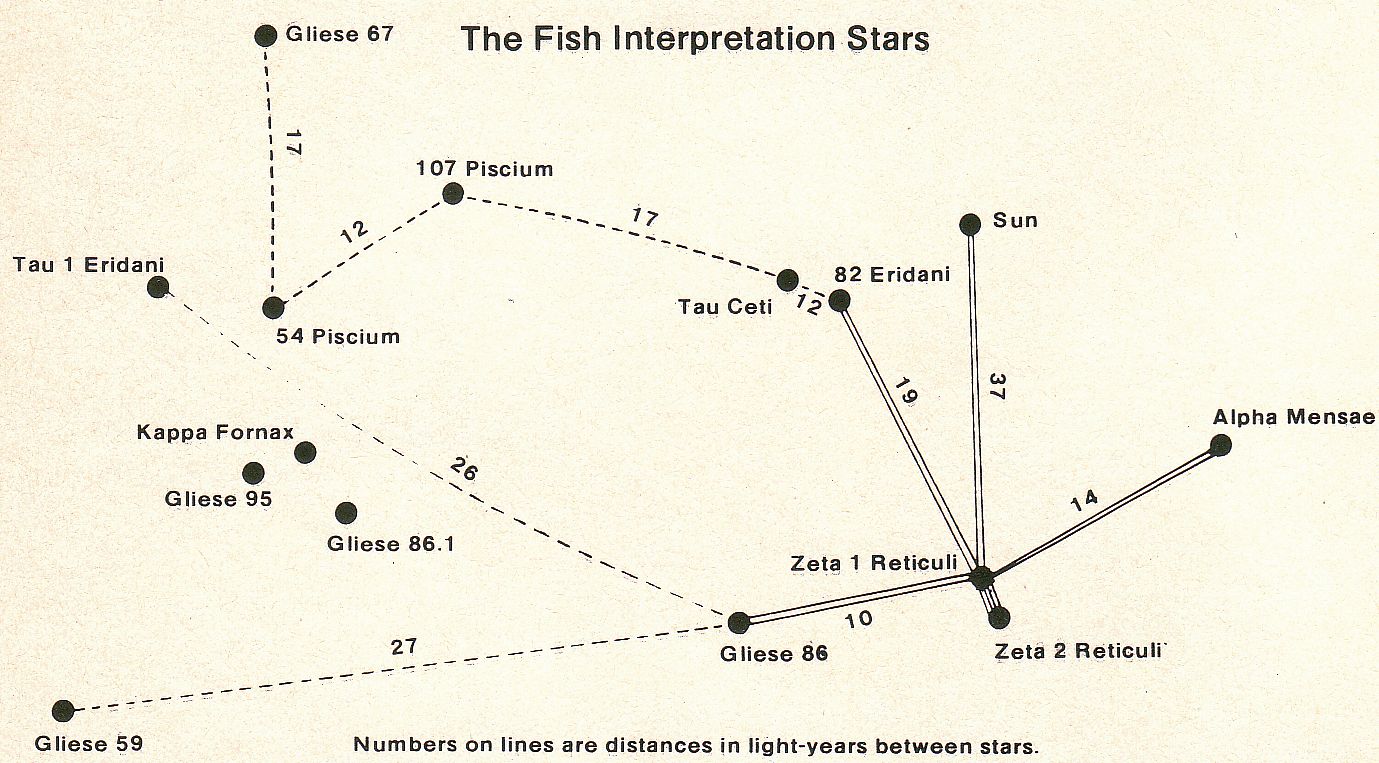 Gliese 67
The Fish Interpretation Stars
17
107 Piscium
12
17
Sun
Tau 1 Eridani
82 Eridani
Tau Ceti
12
54 Piscium
19
37
Alpha Mensae
Kappa Fornax
26
Gliese 95
14
Gliese 86.1
Zeta 1 Reticuli
10
27
Gliese 86
Zeta 2 Reticuli
Gliese 59
Numbers on lines are distances in light-years between stars.